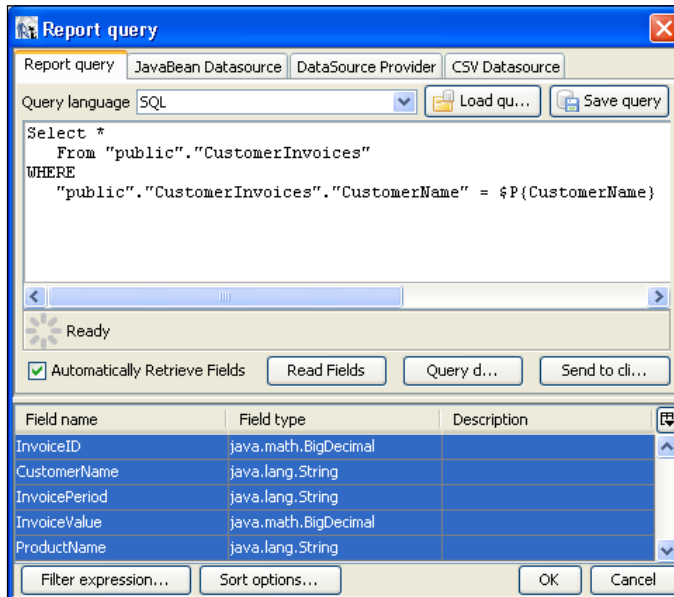 Report query
Report query JavaBean Datasource DataSource Provider CSV Datasource
Query language SQL Load qu... Save query
Select *
From "public"."CustomerInvoices"
WHERE
"public"."CustomerInvoices"."CustomerName" = $P{CustomerName}
Ready
Automatically Retrieve Fields Read Fields Query d... Send to cli...
Field name Field type Description
InvoiceID java.math.BigDecimal
CustomerName java.lang.String
InvoicePeriod java.lang.String
InvoiceValue java.math.BigDecimal
ProductName java.lang.String
Filter expression... Sort options... OK Cancel